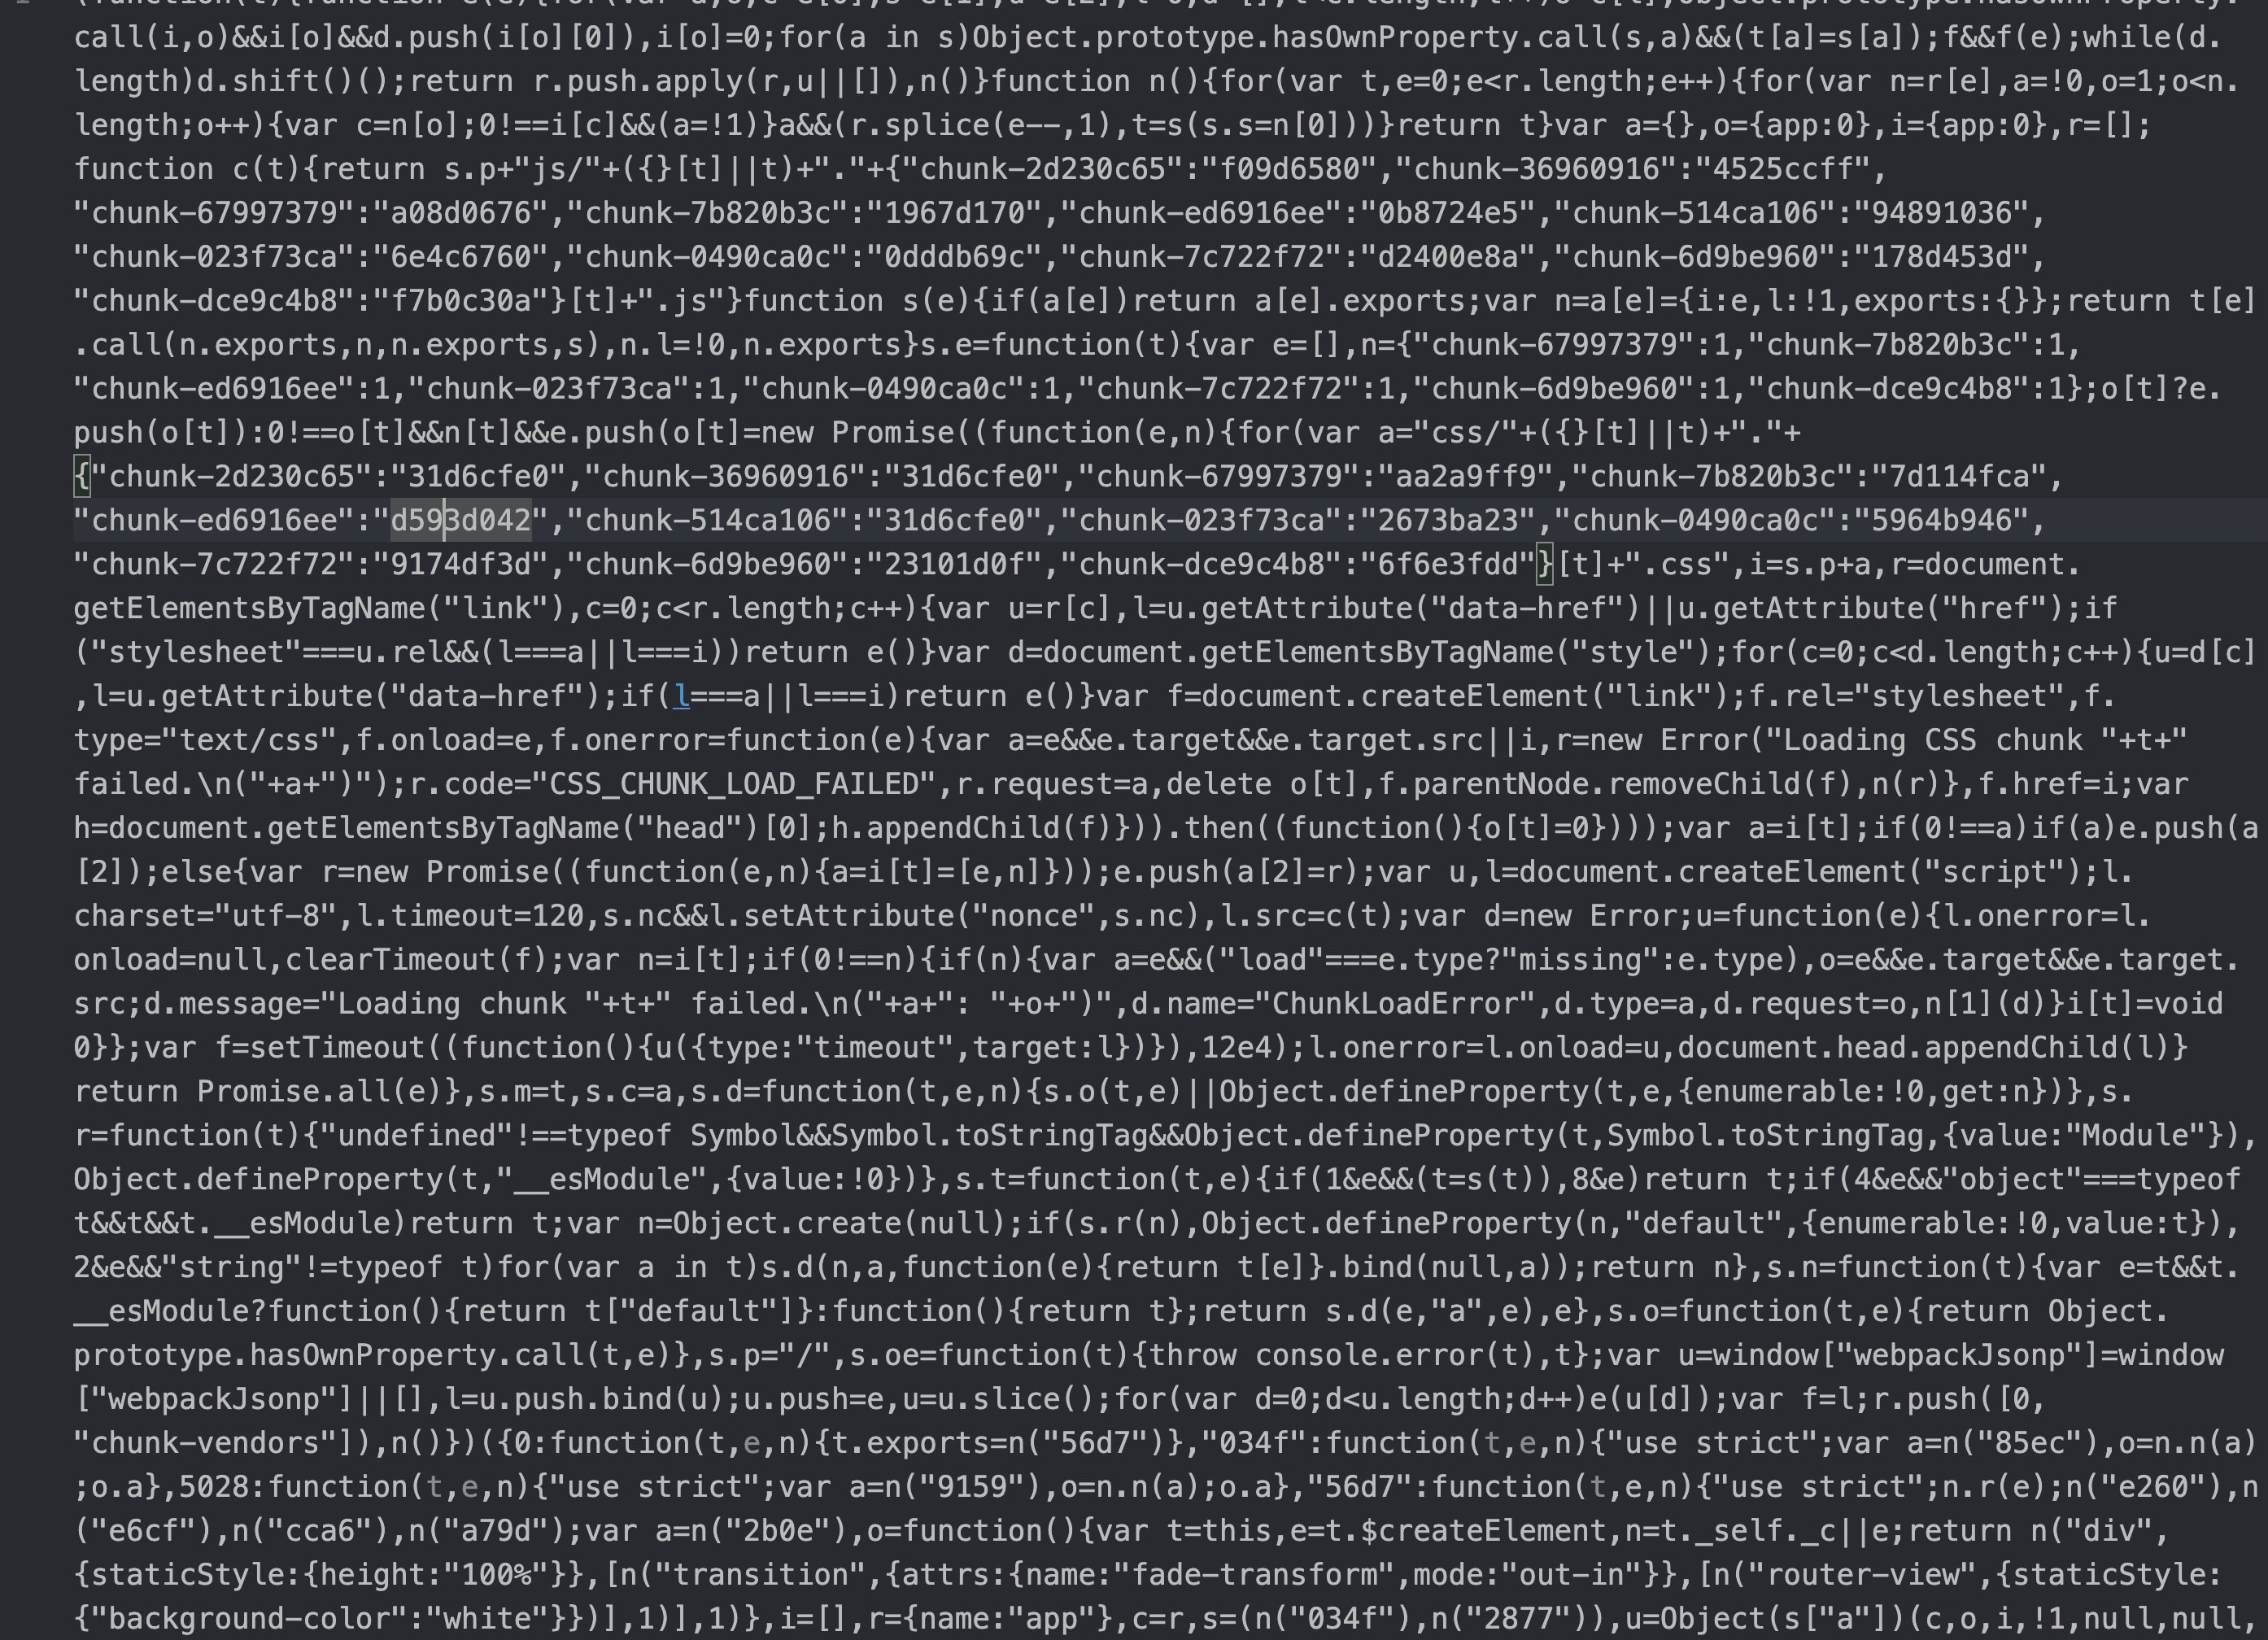 call(i,o)&&i[o]&&d.push(i[o][0]),i[o]=0;for(a in s)Object.prototype.hasOwnProperty.call(s,a)&&(t[a]=s[a]);f&&f(e);while(d.
length)d.shift()();return r.push.apply(r,u||[]),n()}function n(){for(var t,e=0;e<r.length;e++){for(var n=r[e],a=!0,o=1;o<n.
length;o++){var c=n[o];0!==i[c]&&(a=!1)}a&&(r.splice(e--,1),t=s(s.s=n[0]))}return t}var a={},o={app:0},i={app:0},r=[];
function c(t){return s.p+"js/"+({}[t]||t)+"."+{"chunk-2d230c65":"f09d6580","chunk-36960916":"4525ccff",
"chunk-67997379":"a08d0676","chunk-7b820b3c":"1967d170","chunk-ed6916ee":"0b8724e5","chunk-514ca106":"94891036",
"chunk-023f73ca":"6e4c6760","chunk-0490ca0c":"0dddb69c","chunk-7c722f72":"d2400e8a","chunk-6d9be960":"178d453d",
"chunk-dce9c4b8":"f7b0c30a"}[t]+".js"}function s(e){if(a[e])return a[e].exports;var n=a[e]={i:e,l:!1,exports:{}};return t[e]
.call(n.exports,n,n.exports,s),n.l=!0,n.exports}s.e=function(t){var e=[],n={"chunk-67997379":1,"chunk-7b820b3c":1,
"chunk-ed6916ee":1,"chunk-023f73ca":1,"chunk-0490ca0c":1,"chunk-7c722f72":1,"chunk-6d9be960":1,"chunk-dce9c4b8":1};o[t]?e.
push(o[t]):0!==o[t]&&n[t]&&e.push(o[t]=new Promise((function(e,n){for(var a="css/"+({}[t]||t)+"."+
{"chunk-2d230c65":"31d6cfe0","chunk-36960916":"31d6cfe0","chunk-67997379":"aa2a9ff9","chunk-7b820b3c":"7d114fca",
"chunk-ed6916ee":"d593d042","chunk-514ca106":"31d6cfe0","chunk-023f73ca":"2673ba23","chunk-0490ca0c":"5964b946",
"chunk-7c722f72":"9174df3d","chunk-6d9be960":"23101d0f","chunk-dce9c4b8":"6f6e3fdd"}[t]+".css",i=s.p+a,r=document.
getElementsByTagName("link"),c=0;c<r.length;c++){var u=r[c],l=u.getAttribute("data-href")||u.getAttribute("href");if
("stylesheet"===u.rel&&(l===a||l===i))return e()}var d=document.getElementsByTagName("style");for(c=0;c<d.length;c++){u=d[c]
,l=u.getAttribute("data-href");if(l===a||l===i)return e()}var f=document.createElement("link");f.rel="stylesheet",f.
type="text/css",f.onload=e,f.onerror=function(e){var a=e&&e.target&&e.target.src||i,r=new Error("Loading CSS chunk "+t+"
failed.\n("+a+")");r.code="CSS_CHUNK_LOAD_FAILED",r.request=a,delete o[t],f.parentNode.removeChild(f),n(r)},f.href=i;var
h=document.getElementsByTagName("head")[0];h.appendChild(f)})).then((function(){o[t]=0})));var a=i[t];if(0!==a)if(a)e.push(a
[2]);else{var r=new Promise((function(e,n){a=i[t]=[e,n]}));e.push(a[2]=r);var u,l=document.createElement("script");l.
charset="utf-8",l.timeout=120,s.nc&&l.setAttribute("nonce",s.nc),l.src=c(t);var d=new Error;u=function(e){l.onerror=l.
onload=null,clearTimeout(f);var n=i[t];if(0!==n){if(n){var a=e&&("load"===e.type?"missing":e.type),o=e&&e.target&&e.target.
src;d.message="Loading chunk "+t+" failed.\n("+a+": "+o+")",d.name="ChunkLoadError",d.type=a,d.request=o,n[1](d)}i[t]=void
0}};var f=setTimeout((function(){u({type:"timeout",target:l})}),12e4);l.onerror=l.onload=u,document.head.appendChild(l)}
return Promise.all(e)},s.m=t,s.c=a,s.d=function(t,e,n){s.o(t,e)||Object.defineProperty(t,e,{enumerable:!0,get:n})},s.
r=function(t){"undefined"!==typeof Symbol&&Symbol.toStringTag&&Object.defineProperty(t,Symbol.toStringTag,{value:"Module"}),
Object.defineProperty(t,"__esModule",{value:!0})},s.t=function(t,e){if(1&e&&(t=s(t)),8&e)return t;if(4&e&&"object"===typeof
t&&t&&t.__esModule)return t;var n=Object.create(null);if(s.r(n),Object.defineProperty(n,"default",{enumerable:!0,value:t}),
2&e&&"string"!=typeof t)for(var a in t)s.d(n,a,function(e){return t[e]}.bind(null,a));return n},s.n=function(t){var e=t&&t.
__esModule?function(){return t["default"]}:function(){return t};return s.d(e,"a",e),e},s.o=function(t,e){return Object.
prototype.hasOwnProperty.call(t,e)},s.p="/",s.oe=function(t){throw console.error(t),t};var u=window["webpackJsonp"]=window
["webpackJsonp"]||[],l=u.push.bind(u);u.push=e,u=u.slice();for(var d=0;d<u.length;d++)e(u[d]);var f=l;r.push([0,
"chunk-vendors"]),n()})({0:function(t,e,n){t.exports=n("56d7")},"034f":function(t,e,n){"use strict";var a=n("85ec"),o=n.n(a)
;o.a},5028:function(t,e,n){"use strict";var a=n("9159"),o=n.n(a);o.a},"56d7":function(t,e,n){"use strict";n.r(e);n("e260"),n
("e6cf"),n("cca6"),n("a79d");var a=n("2b0e"),o=function(){var t=this,e=t.$createElement,n=t._self._c||e;return n("div",
{staticStyle:{height:"100%"}},[n("transition",{attrs:{name:"fade-transform",mode:"out-in"}},[n("router-view",{staticStyle:
{"background-color":"white"}})],1)],1)},i=[],r={name:"app"},c=r,s=(n("034f"),n("2877")),u=Object(s["a"])(c,o,i,!1,null,null,